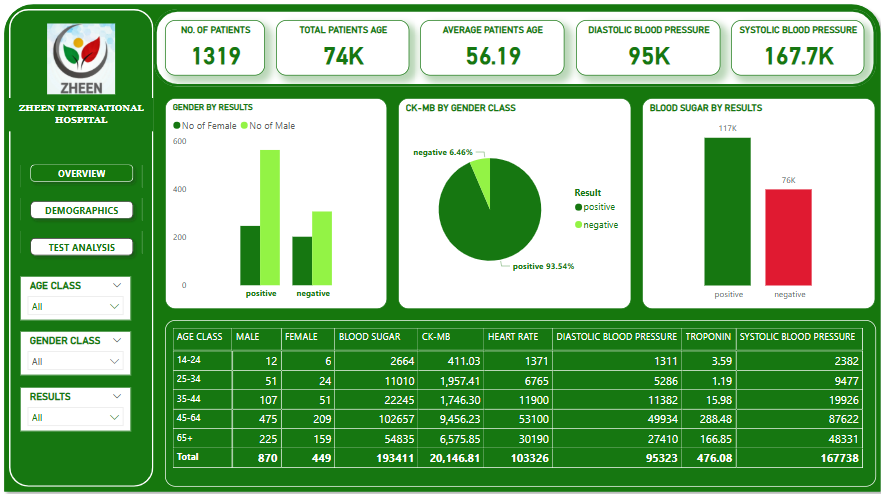 ZHEEN
ZHEEN INTERNATIONAL
HOSPITAL
OVERVIEW
DEMOGRAPHICS
TEST ANALYSIS
AGE CLASS
All
GENDER CLASS
All
RESULTS
All
NO. OF PATIENTS
1319
TOTAL PATIENTS AGE
74K
AVERAGE PATIENTS AGE
56.19
DIASTOLIC BLOOD PRESSURE
95K
SYSTOLIC BLOOD PRESSURE
167.7K
GENDER BY RESULTS
No of Female No of Male
600
400
200
0
positive negative
CK-MB BY GENDER CLASS
negative 6.46%
positive 93.54%
Result
positive
negative
BLOOD SUGAR BY RESULTS
117K
76K
positive negative
AGE CLASS MALE FEMALE BLOOD SUGAR CK-MB HEART RATE DIASTOLIC BLOOD PRESSURE TROPONIN SYSTOLIC BLOOD PRESSURE
14-24 12 6 2664 411.03 1371 1311 3.59 2382
25-34 51 24 11010 1,957.41 6765 5286 1.19 9477
35-44 107 51 22245 1,746.30 11900 11382 15.98 19926
45-64 475 209 102657 9,456.23 53100 49934 288.48 87622
65+ 225 159 54835 6,575.85 30190 27410 166.85 48331
Total 870 449 193411 20,146.81 103326 95323 476.08 167738